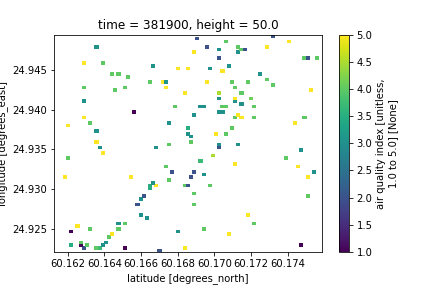 time = 381900, height = 50.0
longitude [degrees_east]
24.945
24.940
24.935
24.930
24.925
60.162 60.164 60.166 60.168 60.170 60.172 60.174
latitude [degrees_north]
5.0
4.5
4.0
3.5
3.0
2.5
2.0
1.5
1.0
air quality index [unitless,
1.0 to 5.0] [None]